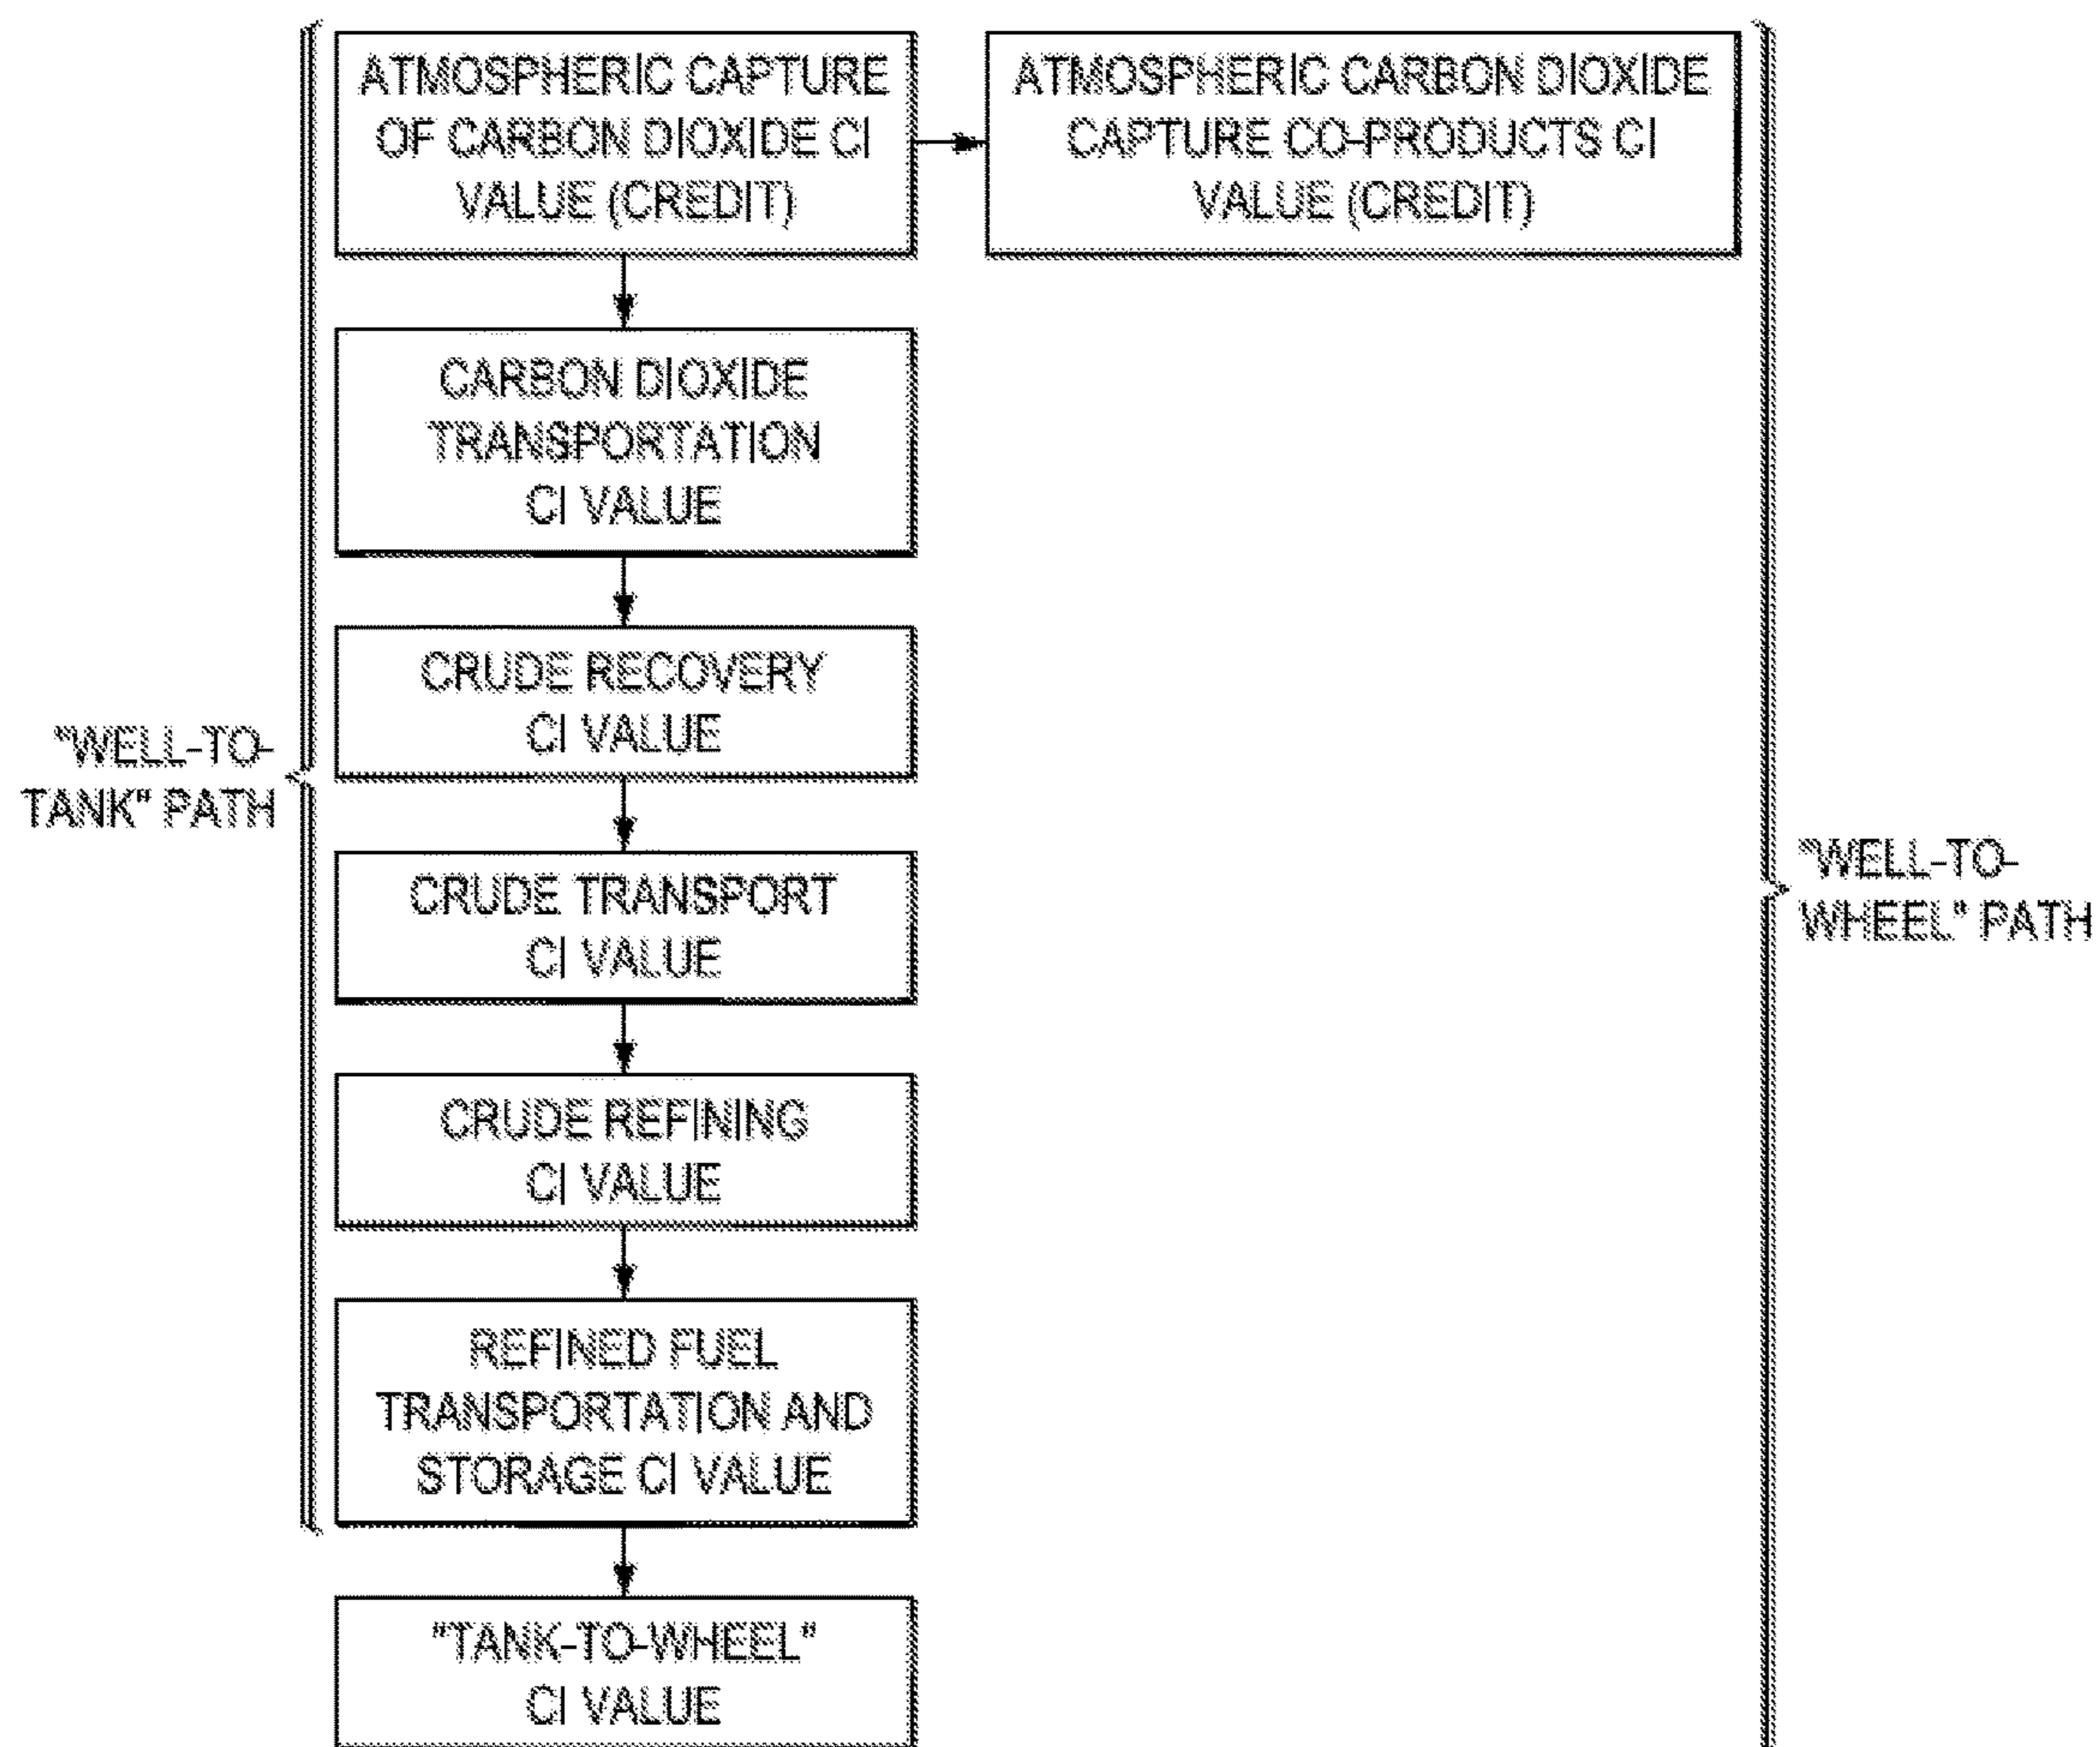 ATMOSPHERIC CAPTURE
OF CARBON DIOXIDE CI
VALUE (CREDIT)
ATMOSPHERIC CARBON DIOXIDE
CAPTURE CO-PRODUCTS CI
VALUE (CREDIT)
CARBON DIOXIDE
TRANSPORTATION
CI VALUE
CRUDE RECOVERY
CI VALUE
"WELL-TO-
TANK" PATH
CRUDE TRANSPORT
CI VALUE
"WELL-TO-
WHEEL" PATH
CRUDE REFINING
CI VALUE
REFINED FUEL
TRANSPORTATION AND
STORAGE CI VALUE
"TANK-TO-WHEEL"
CI VALUE